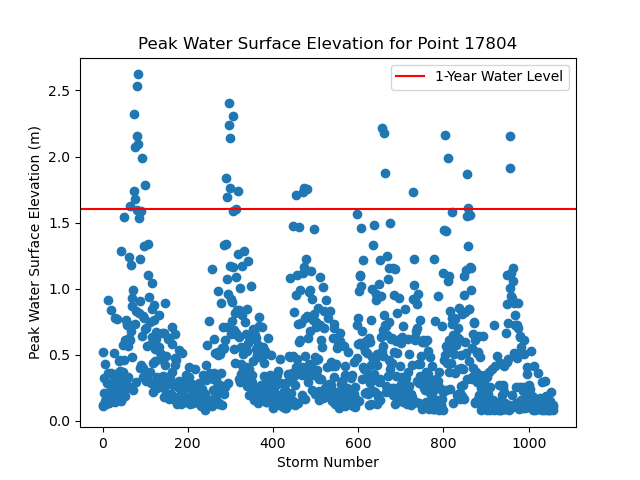 Peak Water Surface Elevation for Point 17804
1-Year Water Level
Peak Water Surface Elevation (m)
2.5
2.0
1.5
1.0
0.5
0.0
0 200 400 600 800 1000
Storm Number